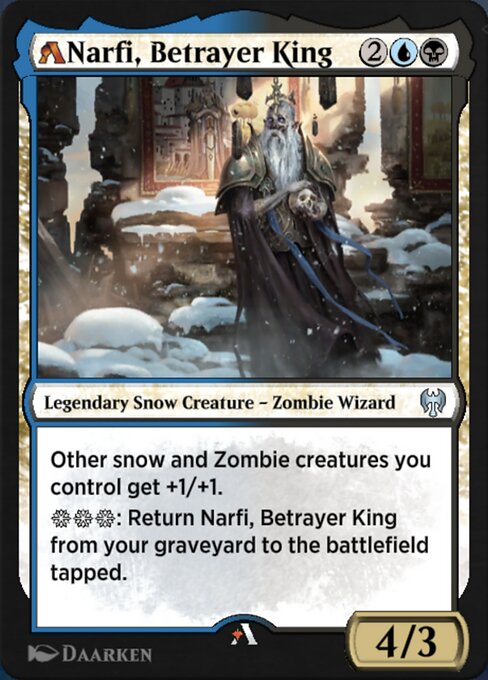 Narfi, Betrayer King 2
Legendary Snow Creature – Zombie Wizard
Other snow and Zombie creatures you
control get +1/+1.
: Return Narfi, Betrayer King
from your graveyard to the battlefield
tapped.
4/3
DAARKEN